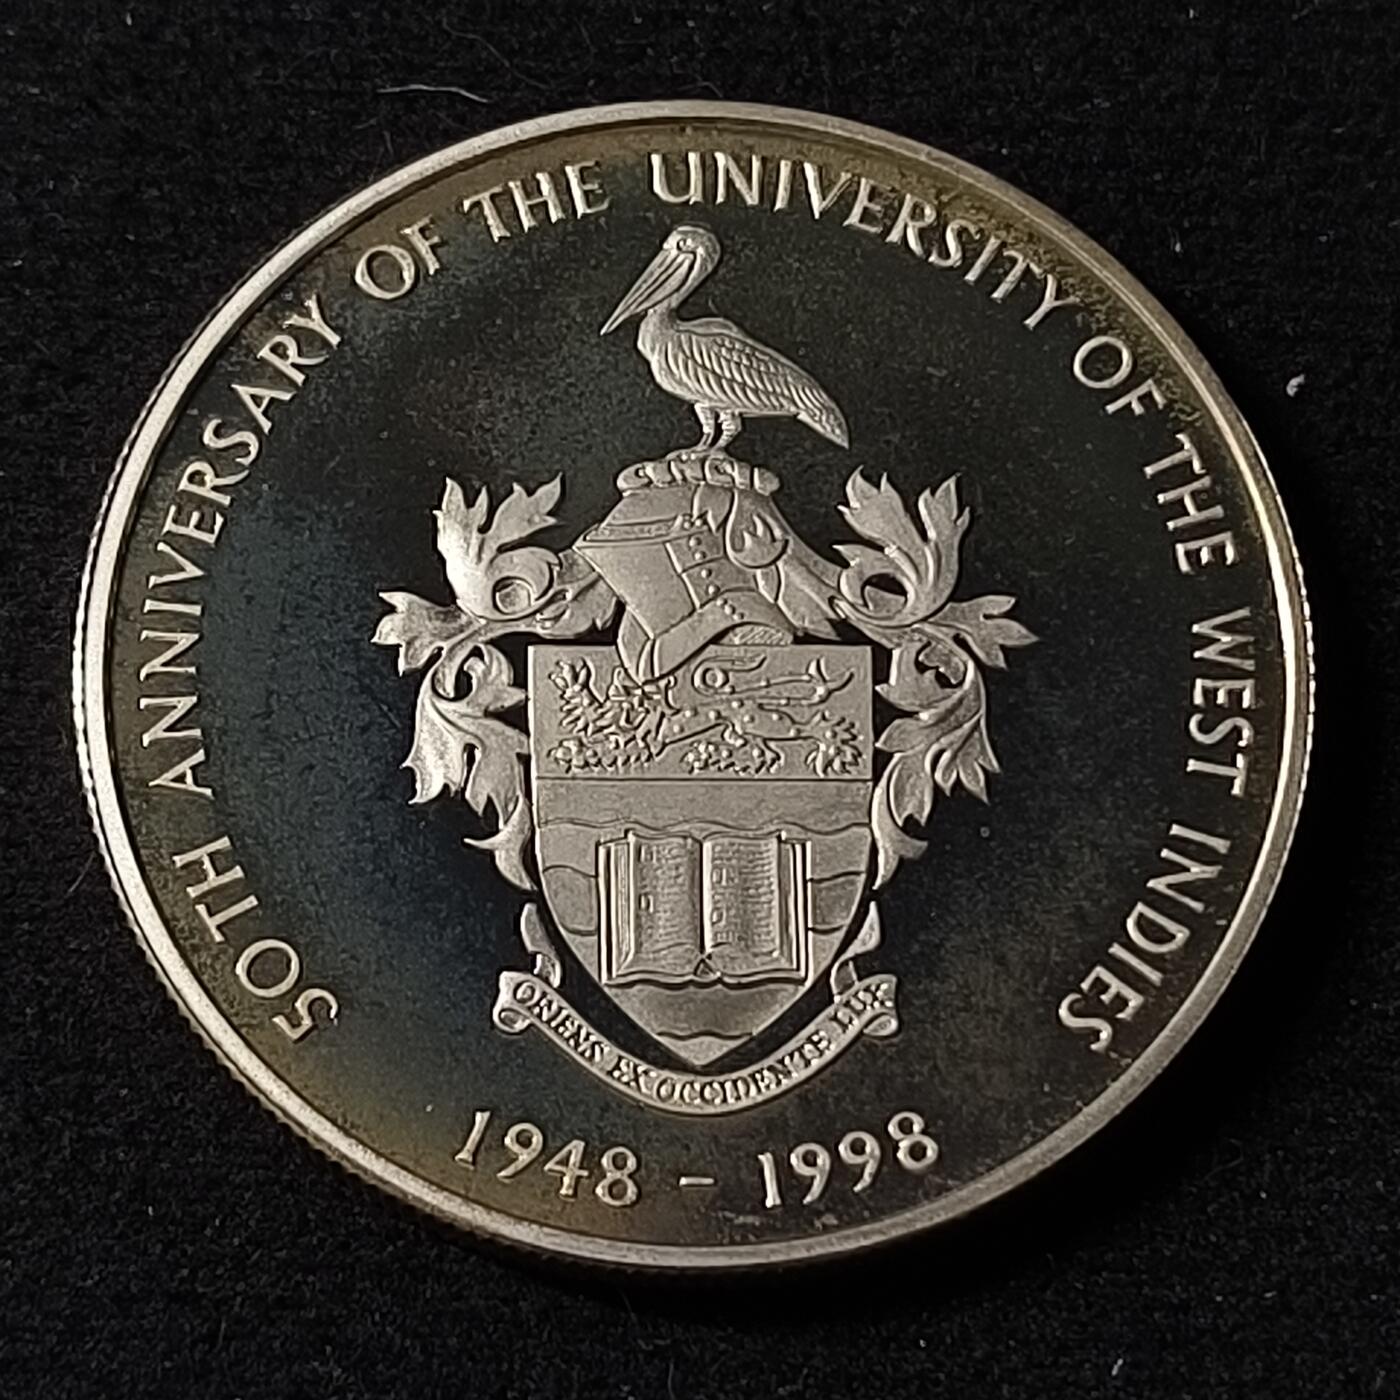 50TH ANNIVERSARY OF THE UNIVERSITY OF THE WEST INDIES
ORIENS EX OCCIDENTE LUX
1948 – 1998